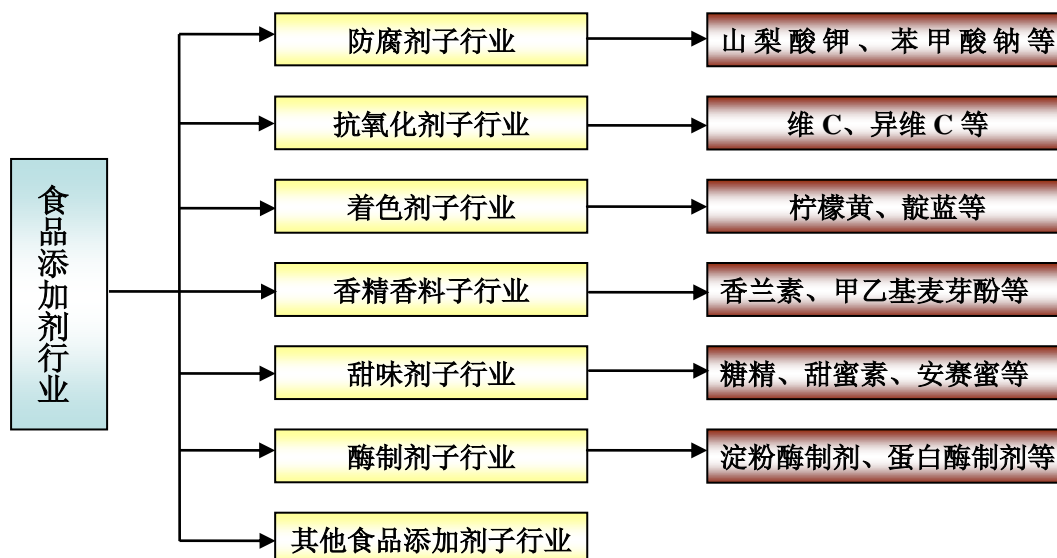 食品添加剂行业
防腐剂子行业
山梨酸钾、苯甲酸钠等
抗氧化剂子行业
维 C、异维 C 等
着色剂子行业
柠檬黄、靛蓝等
香精香料子行业
香兰素、甲乙基麦芽酚等
甜味剂子行业
糖精、甜蜜素、安赛蜜等
酶制剂子行业
淀粉酶制剂、蛋白酶制剂等
其他食品添加剂子行业